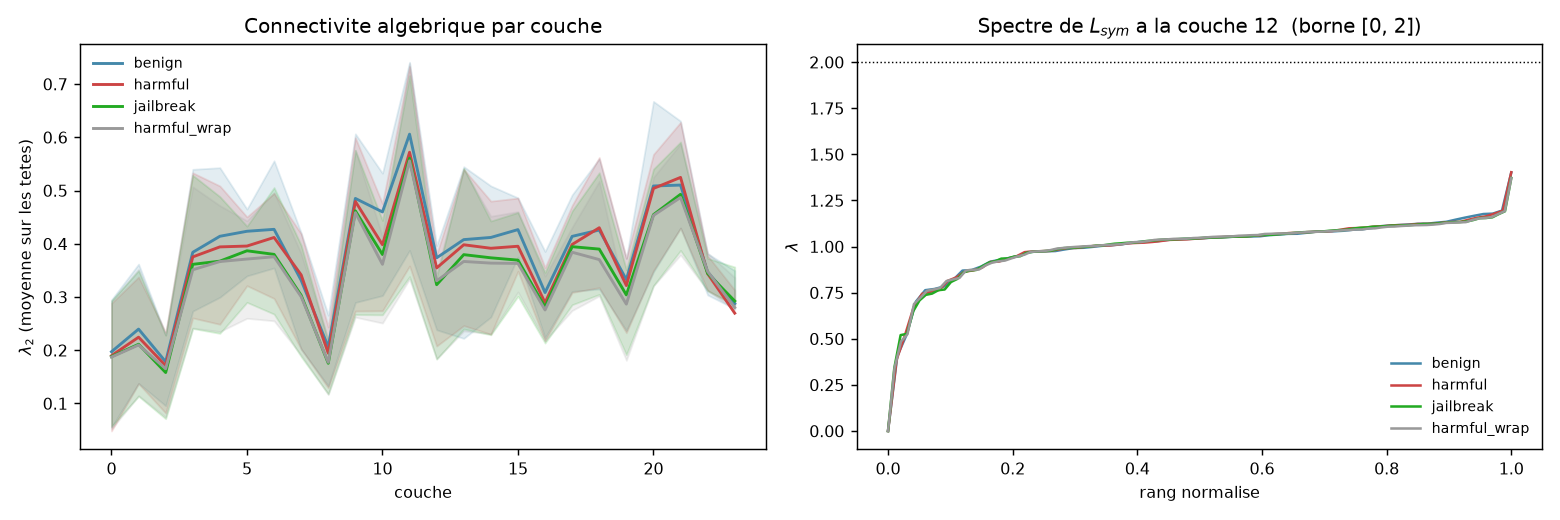 Connectivite algebrique par couche
benign
harmful
jailbreak
harmful_wrap
0.7
0.6
0.5
0.4
0.3
0.2
0.1
λ₂ (moyenne sur les tetes)
0
5
10
15
20
couche
Spectre de L_sym a la couche 12 (borne [0, 2])
2.00
1.75
1.50
1.25
1.00
0.75
0.50
0.25
0.00
λ
benign
harmful
jailbreak
harmful_wrap
0.0
0.2
0.4
0.6
0.8
1.0
rang normalise